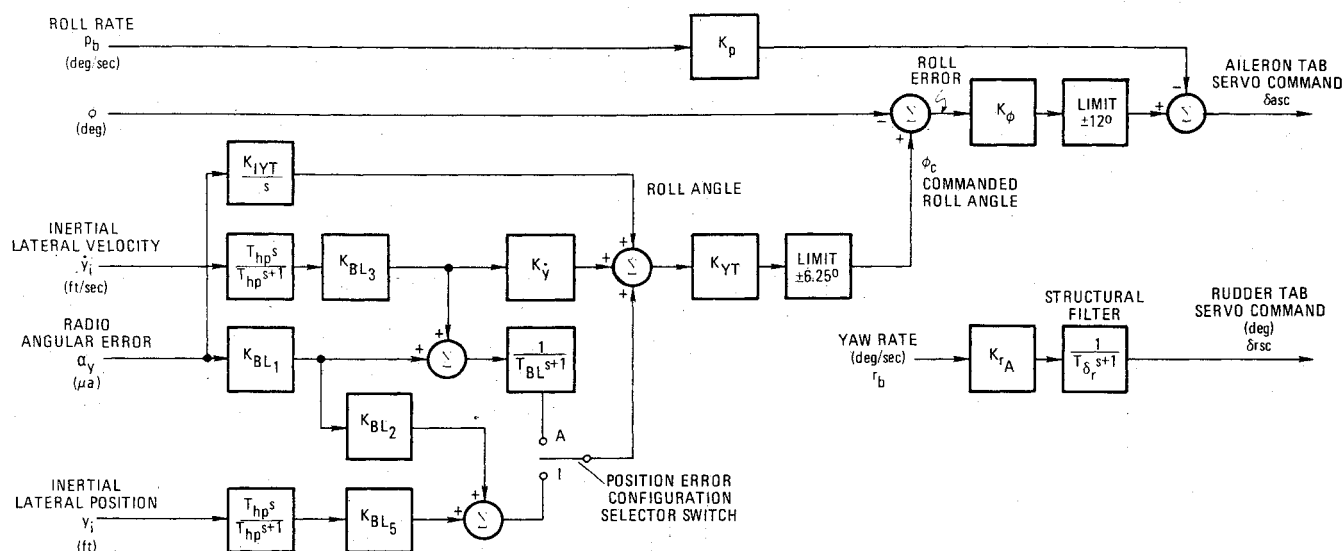 ROLL RATE
p_b
(deg/sec)
K_p
ROLL
ERROR
AILERON TAB
SERVO COMMAND
δasc
ϕ
(deg)
−
+
Σ
K_ϕ
LIMIT
±12°
−
+
Σ
K_IYT
s
ROLL ANGLE
ϕ_c
COMMANDED
ROLL ANGLE
INERTIAL
LATERAL VELOCITY
ẏ_i
(ft/sec)
T_hp s
T_hp s+1
K_BL3
K_ẏ
+
+
+
Σ
K_YT
LIMIT
±6.25°
RADIO
ANGULAR ERROR
α_y
(μa)
K_BL1
+
+
Σ
1
T_BL s+1
STRUCTURAL
FILTER
YAW RATE
(deg/sec)
r_b
K_rA
1
T_δr s+1
RUDDER TAB
SERVO COMMAND
(deg)
δrsc
K_BL2
A
I
POSITION ERROR
CONFIGURATION
SELECTOR SWITCH
INERTIAL
LATERAL POSITION
y_i
(ft)
T_hp s
T_hp s+1
K_BL5
+
+
Σ